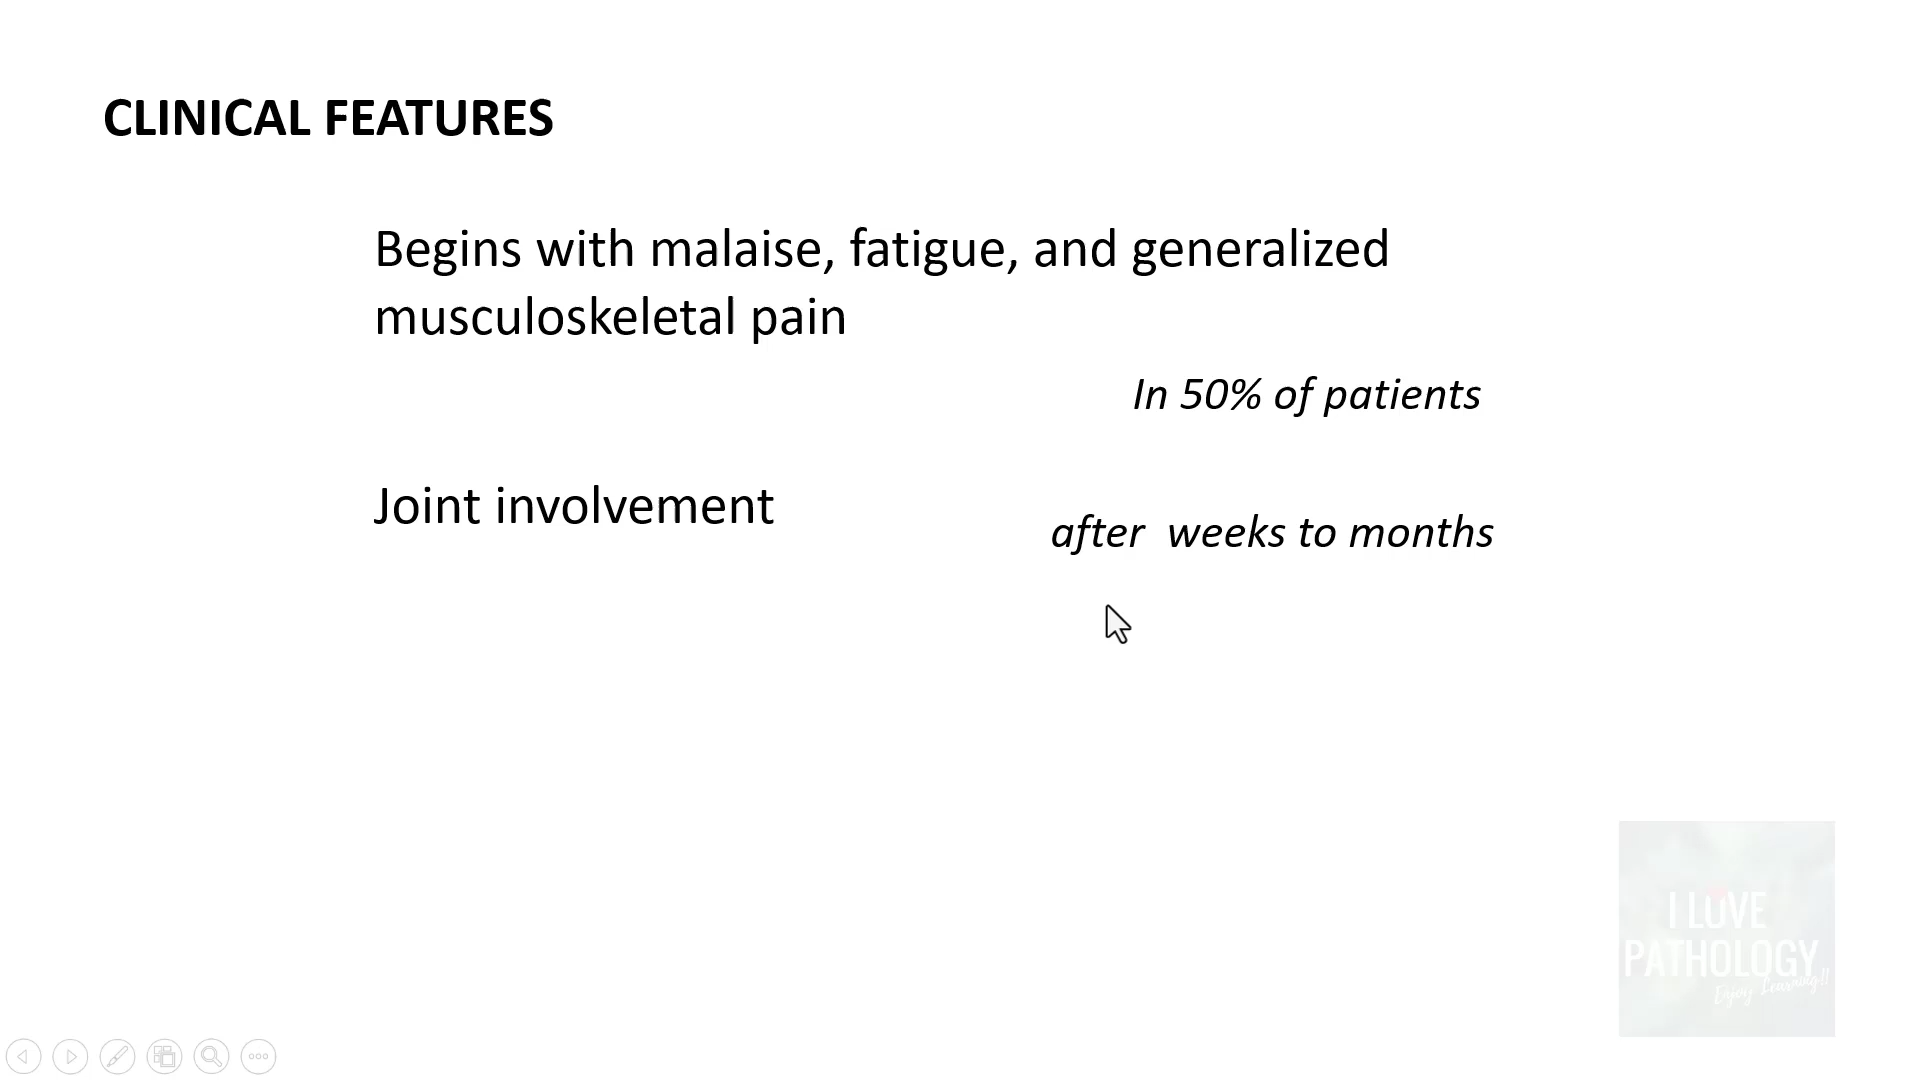 CLINICAL FEATURES
Begins with malaise, fatigue, and generalized
musculoskeletal pain
In 50% of patients
Joint involvement
after weeks to months
I LOVE
PATHOLOGY
Enjoy Learning!!